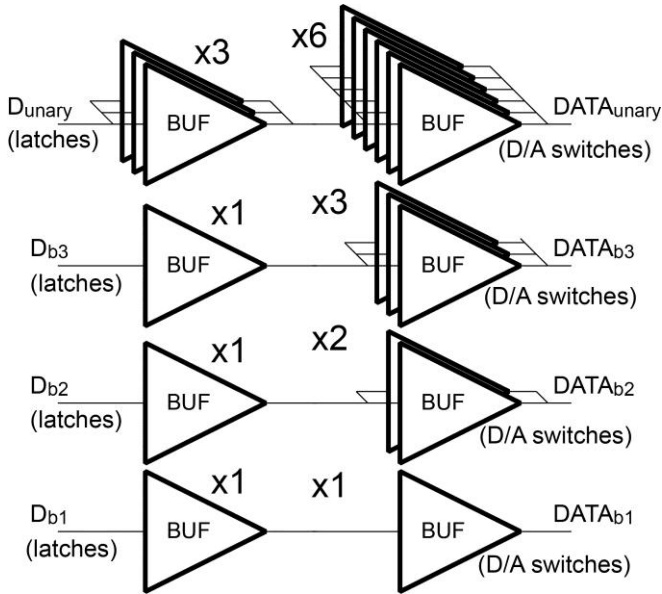 x3 x6
Dunary BUF BUF DATAunary
(latches) (D/A switches)
x1 x3
Db3 BUF BUF DATAb3
(latches) (D/A switches)
x1 x2
Db2 BUF BUF DATAb2
(latches) (D/A switches)
x1 x1
Db1 BUF BUF DATAb1
(latches) (D/A switches)